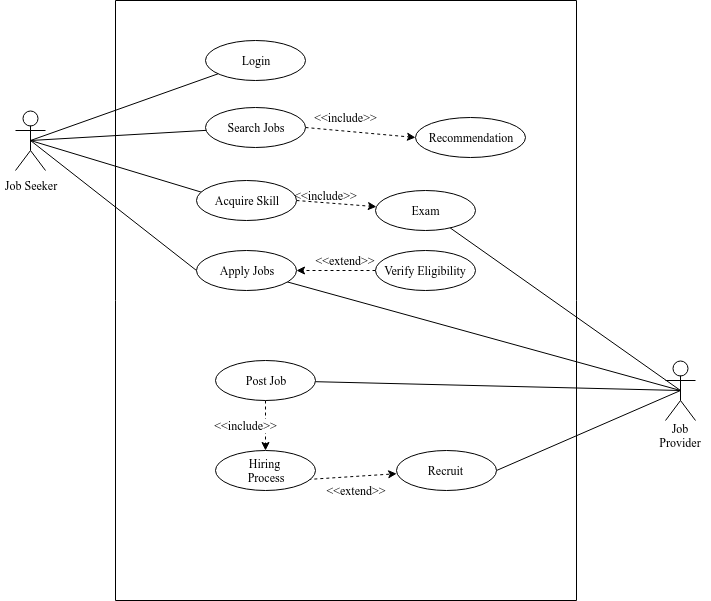 Login
Search Jobs
<<include>>
Recommendation
Job Seeker
Acquire Skill
<<include>>
Exam
Apply Jobs
<<extend>>
Verify Eligibility
Post Job
<<include>>
Job
Provider
Hiring
Process
<<extend>>
Recruit